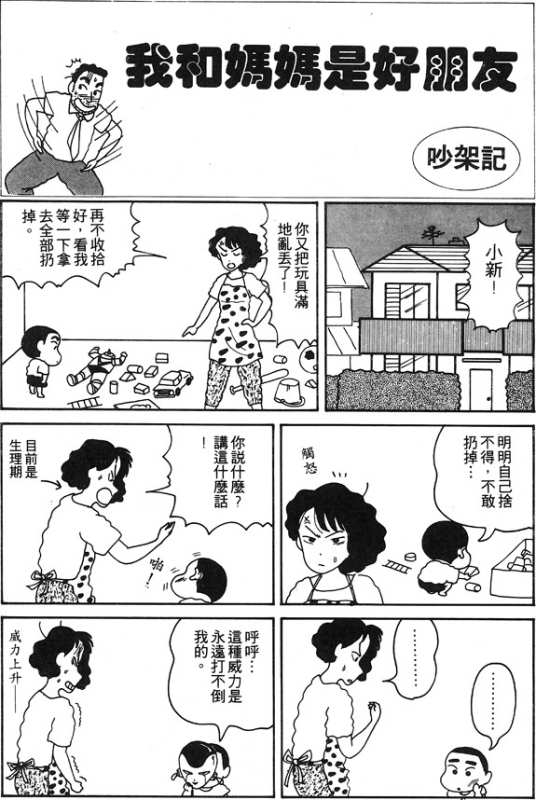 我和媽媽是好朋友
吵架記
小新！
你又把玩具滿
地亂丟了！
再不收拾
好，看我
等一下拿
去全部扔
掉。
明明自己捨
不得，不敢
扔掉…
觸怒
你說什麼？
講這什麼話
！
目前是
生理期
啪！
………
………
呼呼…
這種威力是
永遠打不倒
我的。
威力上升——